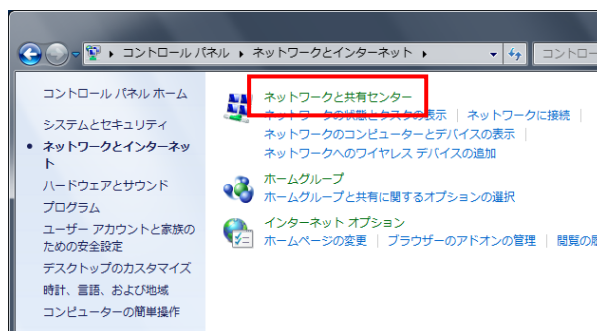 コントロール パネル ▸ ネットワークとインターネット ▸
コントロー
コントロール パネル ホーム
システムとセキュリティ
ネットワークとインターネッ
ト
ハードウェアとサウンド
プログラム
ユーザー アカウントと家族の
ための安全設定
デスクトップのカスタマイズ
時計、言語、および地域
コンピューターの簡単操作
ネットワークと共有センター
ネットワークの状態とタスクの表示 | ネットワークに接続 |
ネットワークのコンピューターとデバイスの表示 |
ネットワークへのワイヤレス デバイスの追加
ホームグループ
ホームグループと共有に関するオプションの選択
インターネット オプション
ホームページの変更 | ブラウザーのアドオンの管理 | 閲覧の